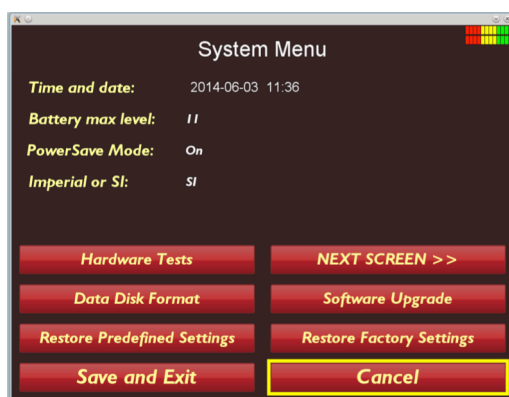 System Menu
Time and date: 2014-06-03 11:36
Battery max level: 11
PowerSave Mode: On
Imperial or SI: SI
Hardware Tests NEXT SCREEN >>
Data Disk Format Software Upgrade
Restore Predefined Settings Restore Factory Settings
Save and Exit Cancel